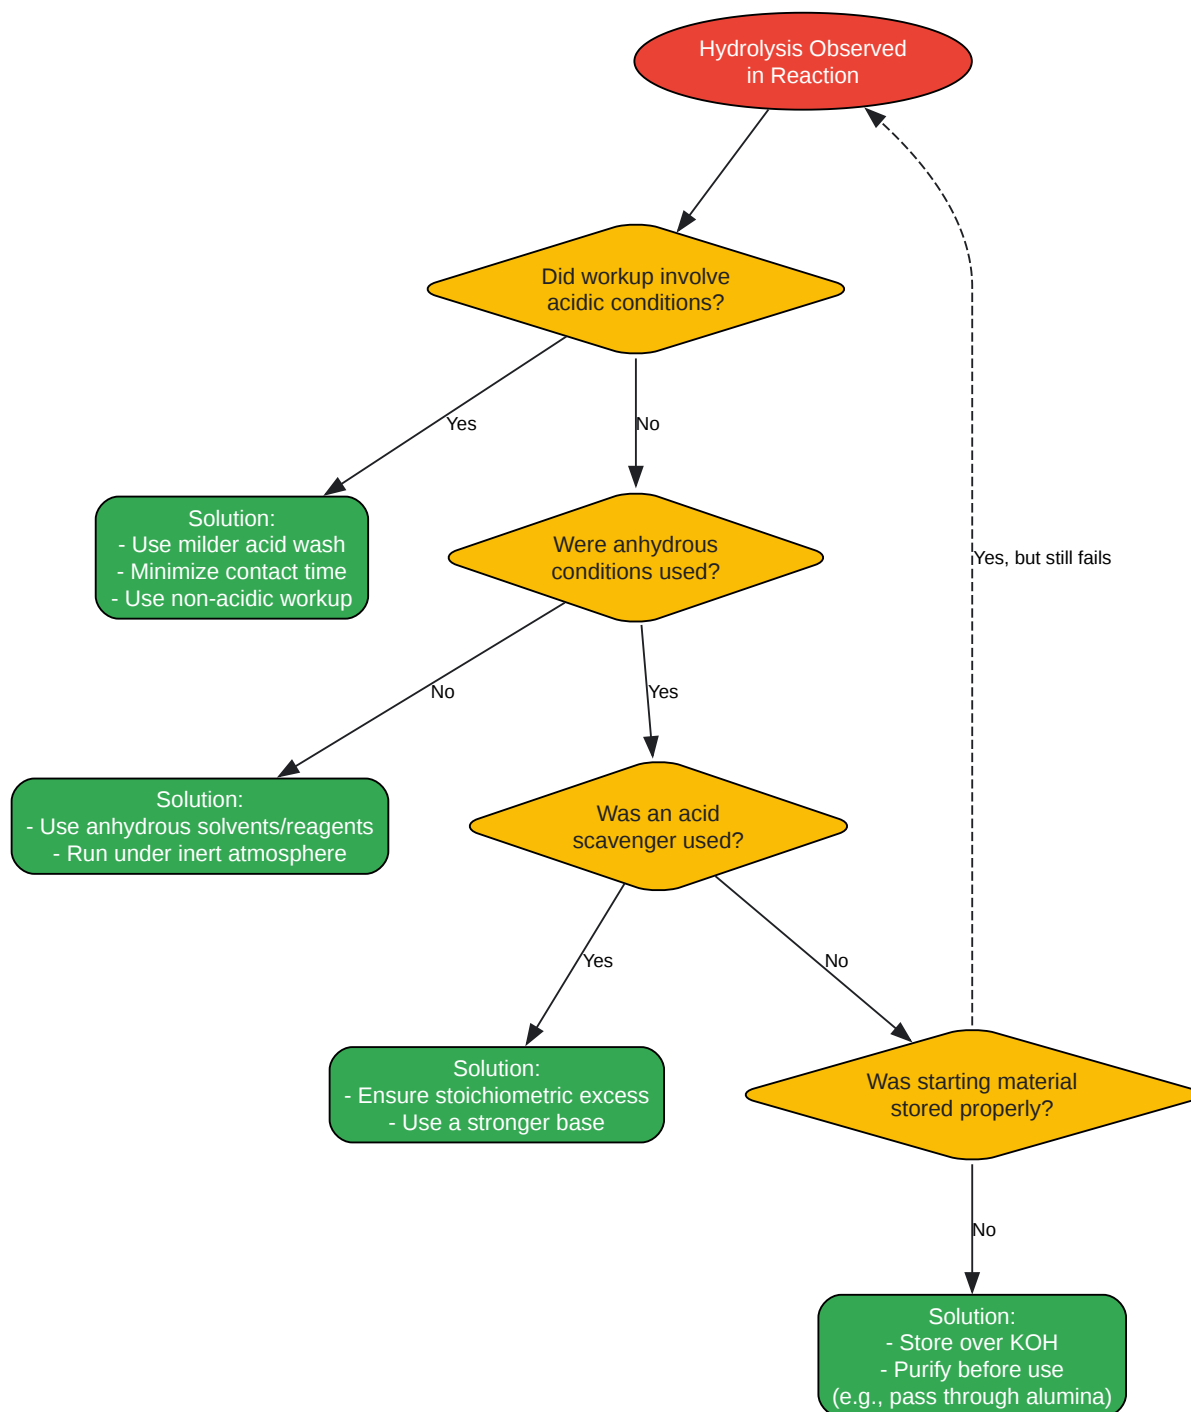 Hydrolysis Observed
in Reaction
Did workup involve
acidic conditions?
Yes
No
Solution:
- Use milder acid wash
- Minimize contact time
- Use non-acidic workup
Were anhydrous
conditions used?
Yes, but still fails
No
Yes
Solution:
- Use anhydrous solvents/reagents
- Run under inert atmosphere
Was an acid
scavenger used?
Yes
No
Solution:
- Ensure stoichiometric excess
- Use a stronger base
Was starting material
stored properly?
No
Solution:
- Store over KOH
- Purify before use
(e.g., pass through alumina)